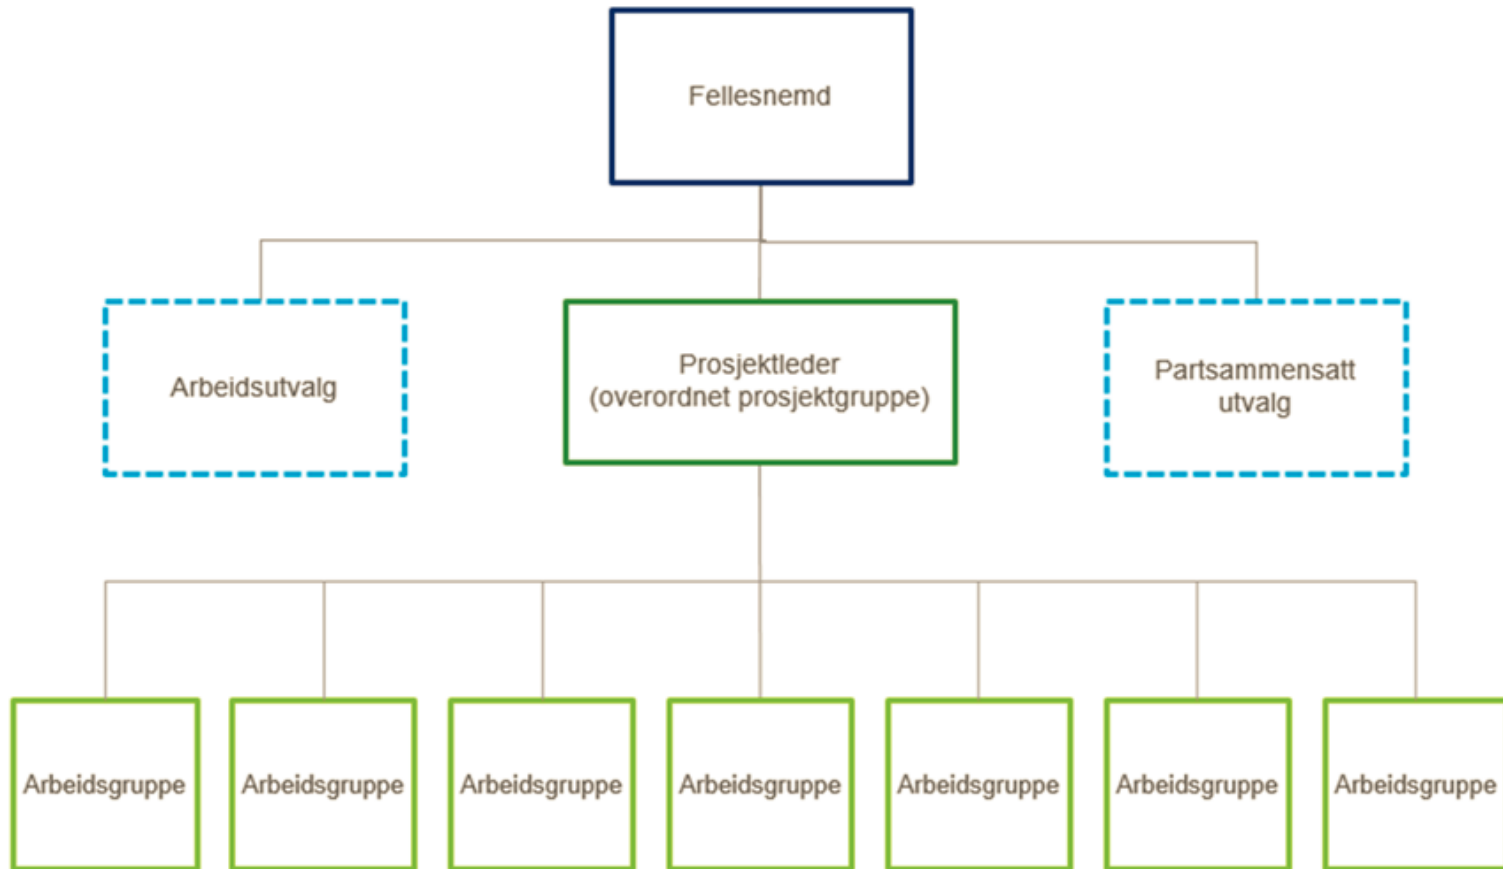 Fellesnemd
Arbeidsutvalg
Prosjektleder
(overordnet prosjektgruppe)
Partsammensatt
utvalg
Arbeidsgruppe
Arbeidsgruppe
Arbeidsgruppe
Arbeidsgruppe
Arbeidsgruppe
Arbeidsgruppe
Arbeidsgruppe